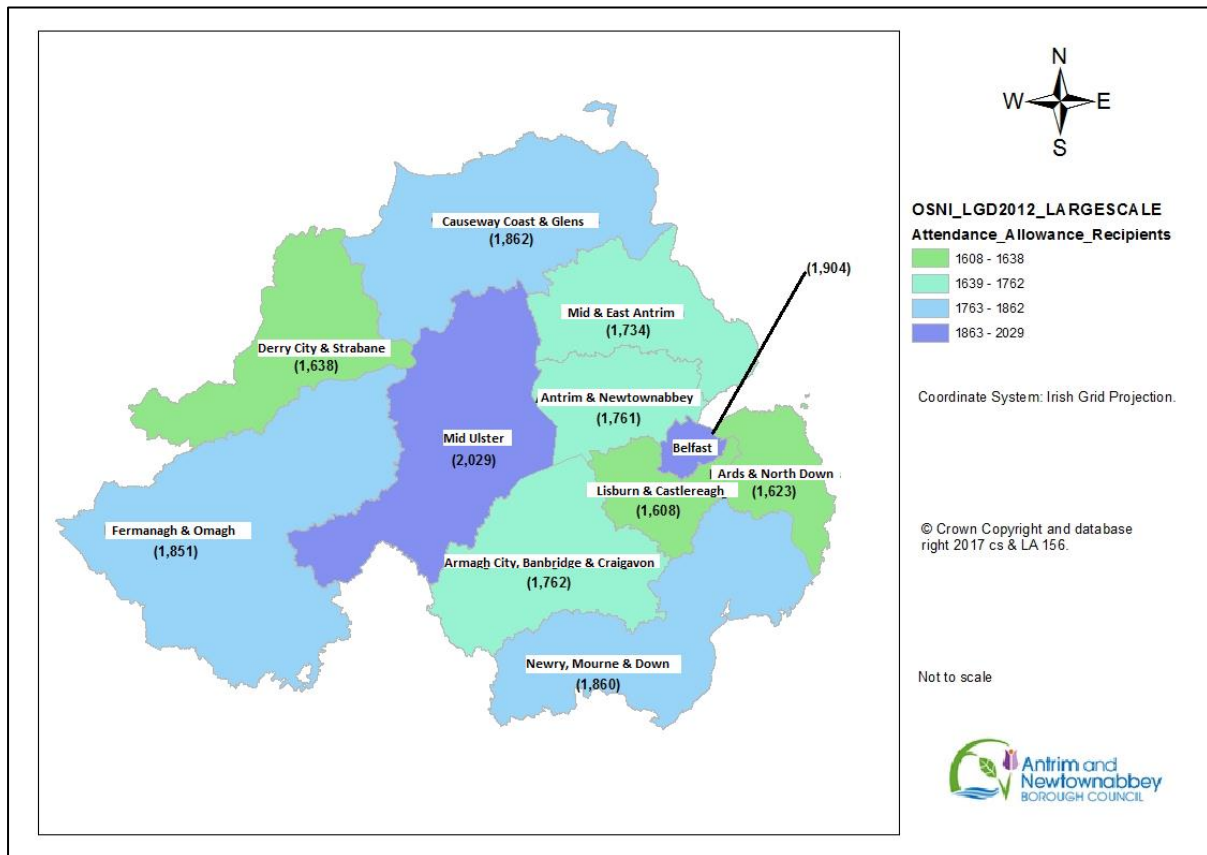 N
W E
S
OSNI_LGD2012_LARGESCALE
Attendance_Allowance_Recipients
1608 - 1638
1639 - 1762
1763 - 1862
1863 - 2029
Coordinate System: Irish Grid Projection.
© Crown Copyright and database
right 2017 cs & LA 156.
Not to scale
Antrim and
Newtownabbey
BOROUGH COUNCIL
Causeway Coast & Glens
(1,862)
(1,904)
Mid & East Antrim
(1,734)
Derry City & Strabane
(1,638)
Antrim & Newtownabbey
(1,761)
Mid Ulster
(2,029)
Belfast
Ards & North Down
(1,623)
Lisburn & Castlereagh
(1,608)
Fermanagh & Omagh
(1,851)
Armagh City, Banbridge & Craigavon
(1,762)
Newry, Mourne & Down
(1,860)